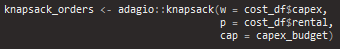 knapsack_orders <- adagio::knapsack(w = cost_df$capex,
p = cost_df$rental,
cap = capex_budget)